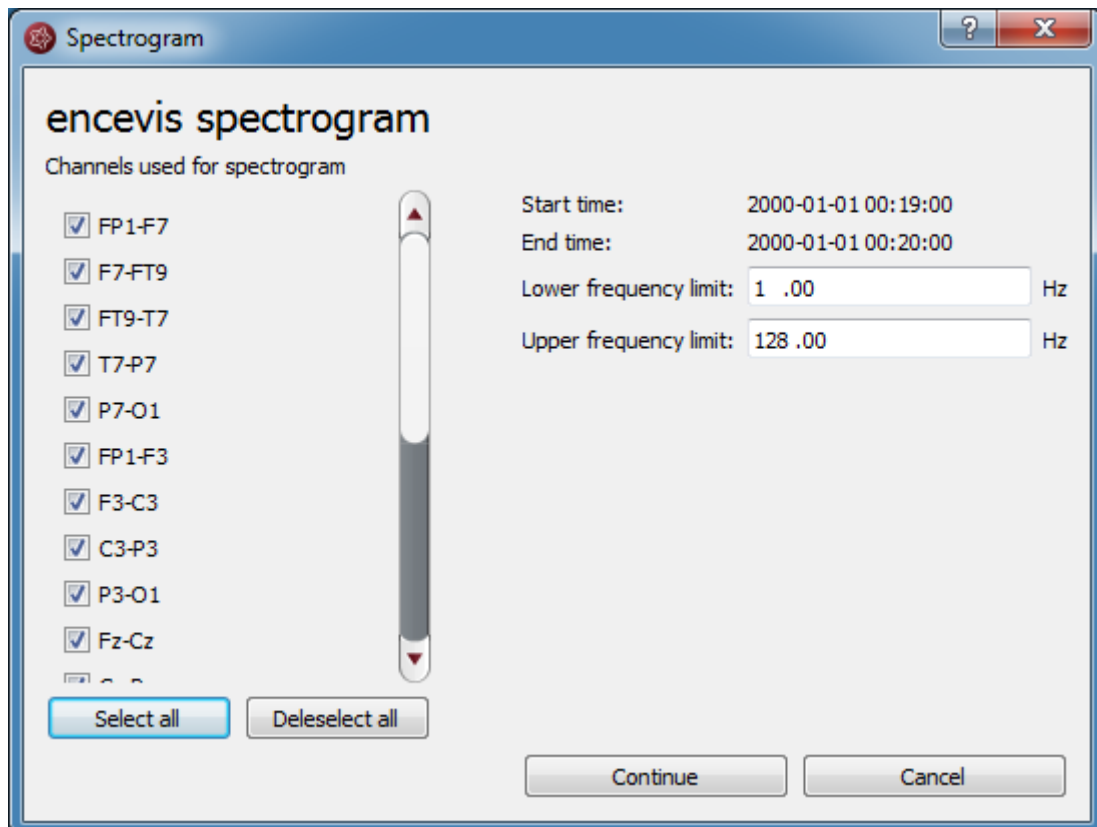 Spectrogram
encevis spectrogram
Channels used for spectrogram
FP1-F7
F7-FT9
FT9-T7
T7-P7
P7-O1
FP1-F3
F3-C3
C3-P3
P3-O1
Fz-Cz
Select all
Deleselect all
Start time: 2000-01-01 00:19:00
End time: 2000-01-01 00:20:00
Lower frequency limit: 1 .00 Hz
Upper frequency limit: 128 .00 Hz
Continue
Cancel